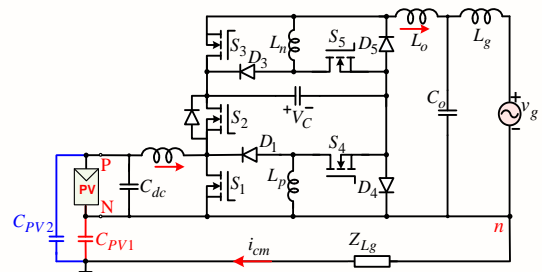 S3
Ln
S5
D5
Lo
Lg
D3
Co
+
vg
−
+VC−
S2
D1
S4
P
PV
N
Cdc
S1
Lp
D4
n
CPV2
CPV1
icm
ZLg